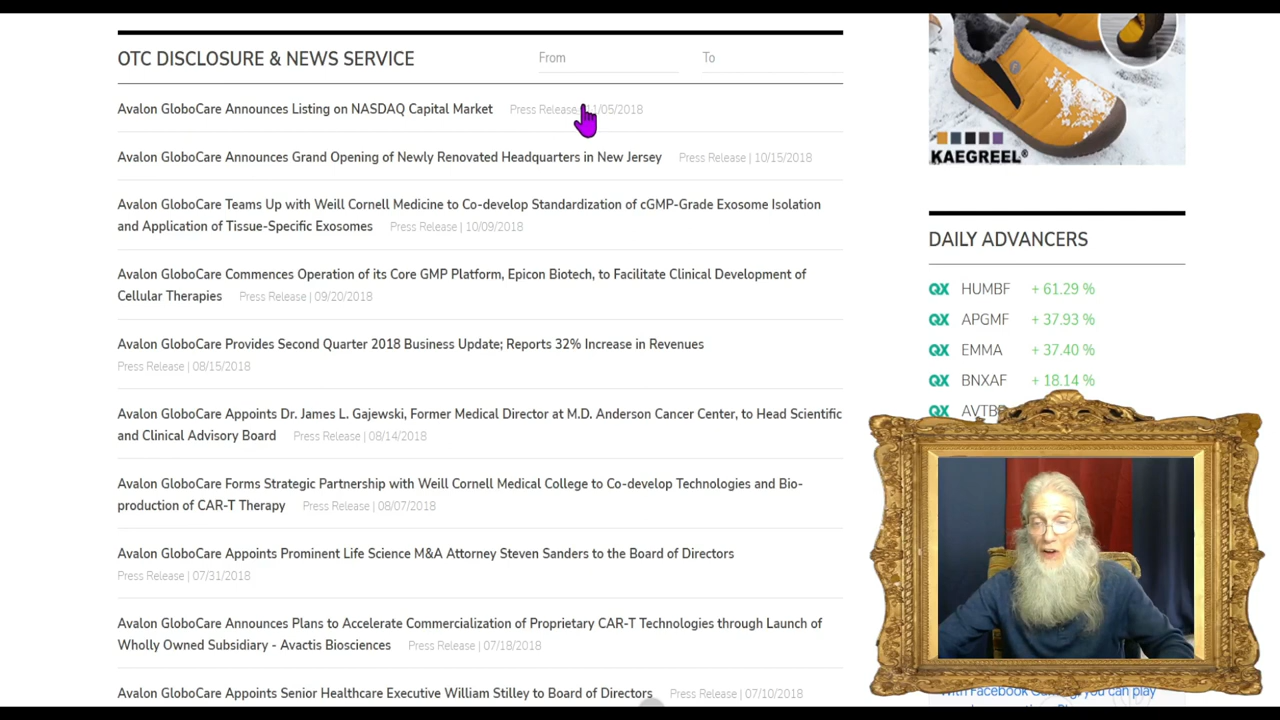 OTC DISCLOSURE & NEWS SERVICE
From
To
Avalon GloboCare Announces Listing on NASDAQ Capital Market Press Release | 11/05/2018
Avalon GloboCare Announces Grand Opening of Newly Renovated Headquarters in New Jersey Press Release | 10/15/2018
Avalon GloboCare Teams Up with Weill Cornell Medicine to Co-develop Standardization of cGMP-Grade Exosome Isolation
and Application of Tissue-Specific Exosomes Press Release | 10/09/2018
Avalon GloboCare Commences Operation of its Core GMP Platform, Epicon Biotech, to Facilitate Clinical Development of
Cellular Therapies Press Release | 09/20/2018
Avalon GloboCare Provides Second Quarter 2018 Business Update; Reports 32% Increase in Revenues
Press Release | 08/15/2018
Avalon GloboCare Appoints Dr. James L. Gajewski, Former Medical Director at M.D. Anderson Cancer Center, to Head Scientific
and Clinical Advisory Board Press Release | 08/14/2018
Avalon GloboCare Forms Strategic Partnership with Weill Cornell Medical College to Co-develop Technologies and Bio-
production of CAR-T Therapy Press Release | 08/07/2018
Avalon GloboCare Appoints Prominent Life Science M&A Attorney Steven Sanders to the Board of Directors
Press Release | 07/31/2018
Avalon GloboCare Announces Plans to Accelerate Commercialization of Proprietary CAR-T Technologies through Launch of
Wholly Owned Subsidiary - Avactis Biosciences Press Release | 07/18/2018
Avalon GloboCare Appoints Senior Healthcare Executive William Stilley to Board of Directors Press Release | 07/10/2018
KAEGREEL®
DAILY ADVANCERS
QX HUMBF + 61.29 %
QX APGMF + 37.93 %
QX EMMA + 37.40 %
QX BNXAF + 18.14 %
QX
With Facebook you can play